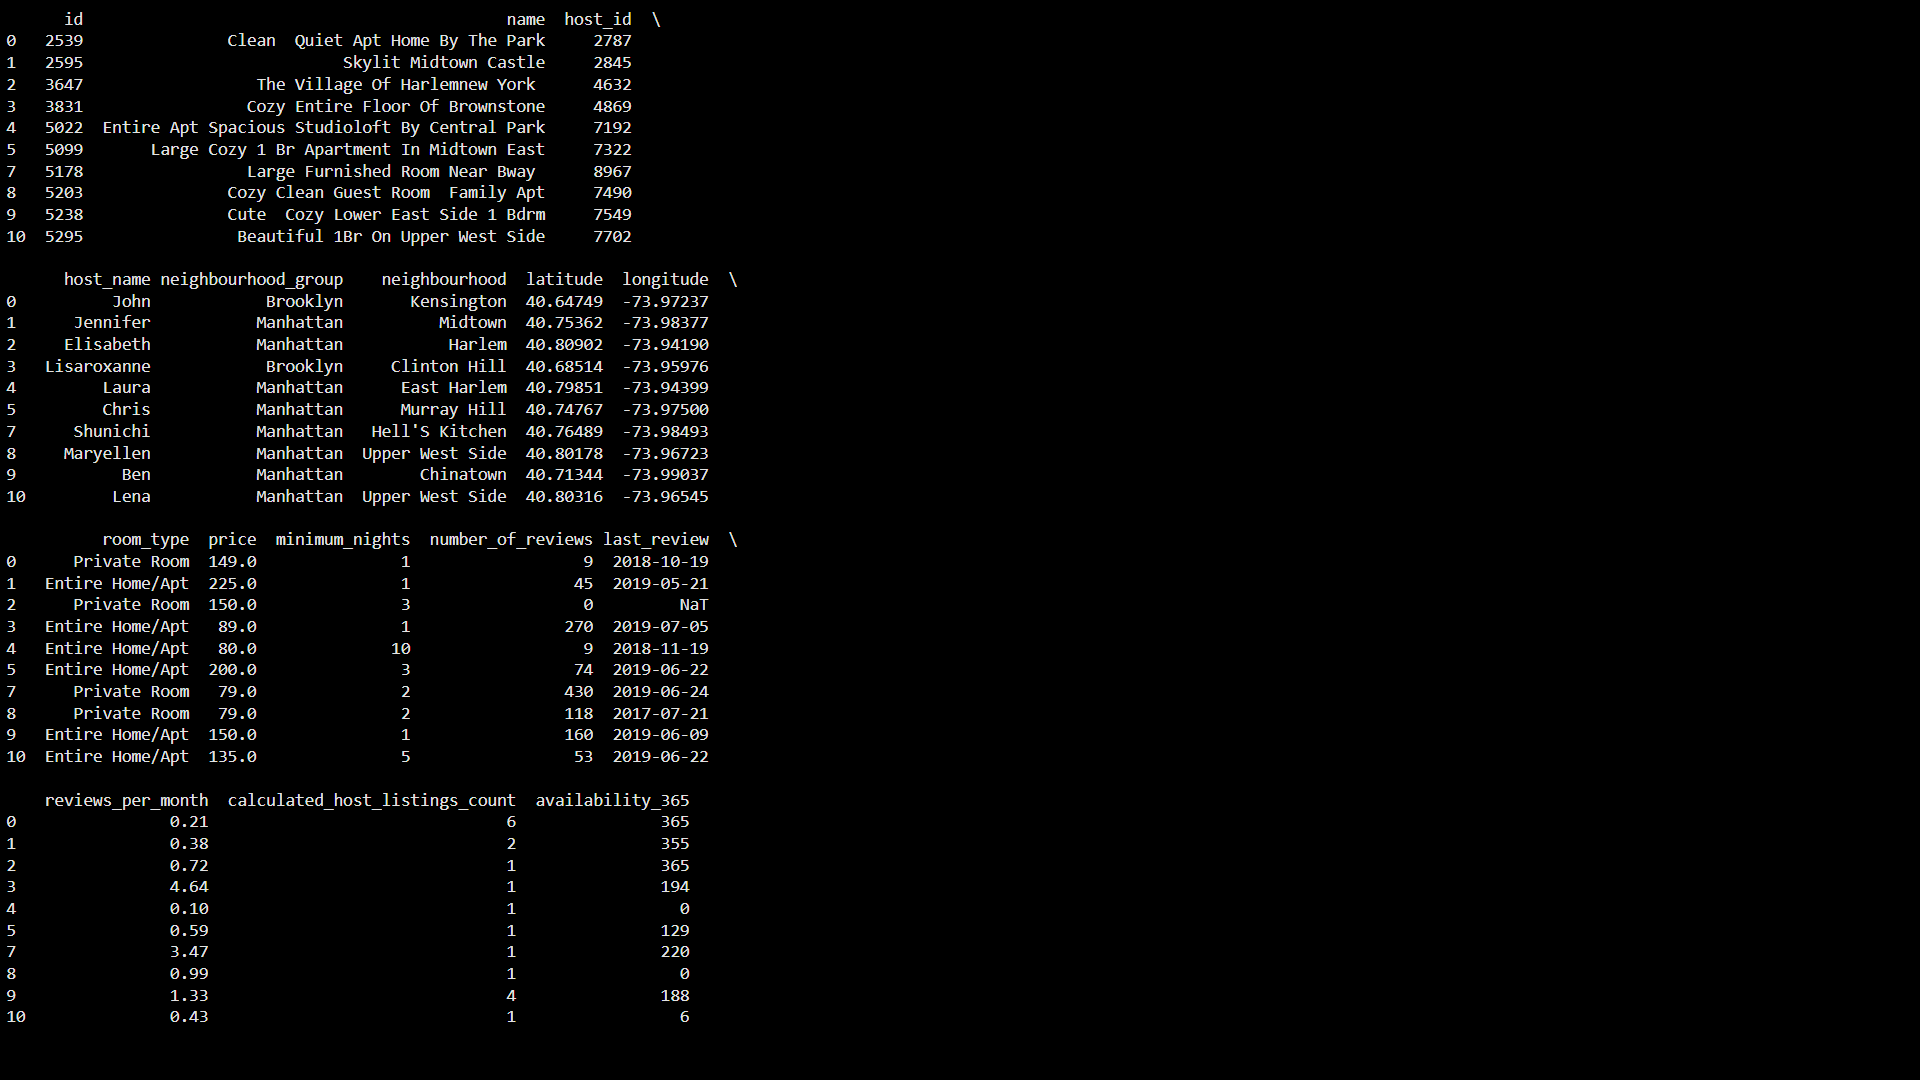 id                                            name  host_id  \
0   2539               Clean  Quiet Apt Home By The Park     2787
1   2595                           Skylit Midtown Castle     2845
2   3647                  The Village Of Harlemnew York      4632
3   3831                 Cozy Entire Floor Of Brownstone     4869
4   5022  Entire Apt Spacious Studioloft By Central Park     7192
5   5099       Large Cozy 1 Br Apartment In Midtown East     7322
7   5178                 Large Furnished Room Near Bway      8967
8   5203               Cozy Clean Guest Room  Family Apt     7490
9   5238               Cute  Cozy Lower East Side 1 Bdrm     7549
10  5295                Beautiful 1Br On Upper West Side     7702

      host_name neighbourhood_group    neighbourhood  latitude  longitude  \
0          John            Brooklyn       Kensington  40.64749  -73.97237
1      Jennifer           Manhattan          Midtown  40.75362  -73.98377
2     Elisabeth           Manhattan           Harlem  40.80902  -73.94190
3   Lisaroxanne            Brooklyn     Clinton Hill  40.68514  -73.95976
4         Laura           Manhattan      East Harlem  40.79851  -73.94399
5         Chris           Manhattan      Murray Hill  40.74767  -73.97500
7      Shunichi           Manhattan   Hell'S Kitchen  40.76489  -73.98493
8     Maryellen           Manhattan  Upper West Side  40.80178  -73.96723
9           Ben           Manhattan        Chinatown  40.71344  -73.99037
10         Lena           Manhattan  Upper West Side  40.80316  -73.96545

          room_type  price  minimum_nights  number_of_reviews last_review  \
0      Private Room  149.0               1                  9  2018-10-19
1   Entire Home/Apt  225.0               1                 45  2019-05-21
2      Private Room  150.0               3                  0         NaT
3   Entire Home/Apt   89.0               1                270  2019-07-05
4   Entire Home/Apt   80.0              10                  9  2018-11-19
5   Entire Home/Apt  200.0               3                 74  2019-06-22
7      Private Room   79.0               2                430  2019-06-24
8      Private Room   79.0               2                118  2017-07-21
9   Entire Home/Apt  150.0               1                160  2019-06-09
10  Entire Home/Apt  135.0               5                 53  2019-06-22

    reviews_per_month  calculated_host_listings_count  availability_365
0                0.21                               6               365
1                0.38                               2               355
2                0.72                               1               365
3                4.64                               1               194
4                0.10                               1                 0
5                0.59                               1               129
7                3.47                               1               220
8                0.99                               1                 0
9                1.33                               4               188
10               0.43                               1                 6